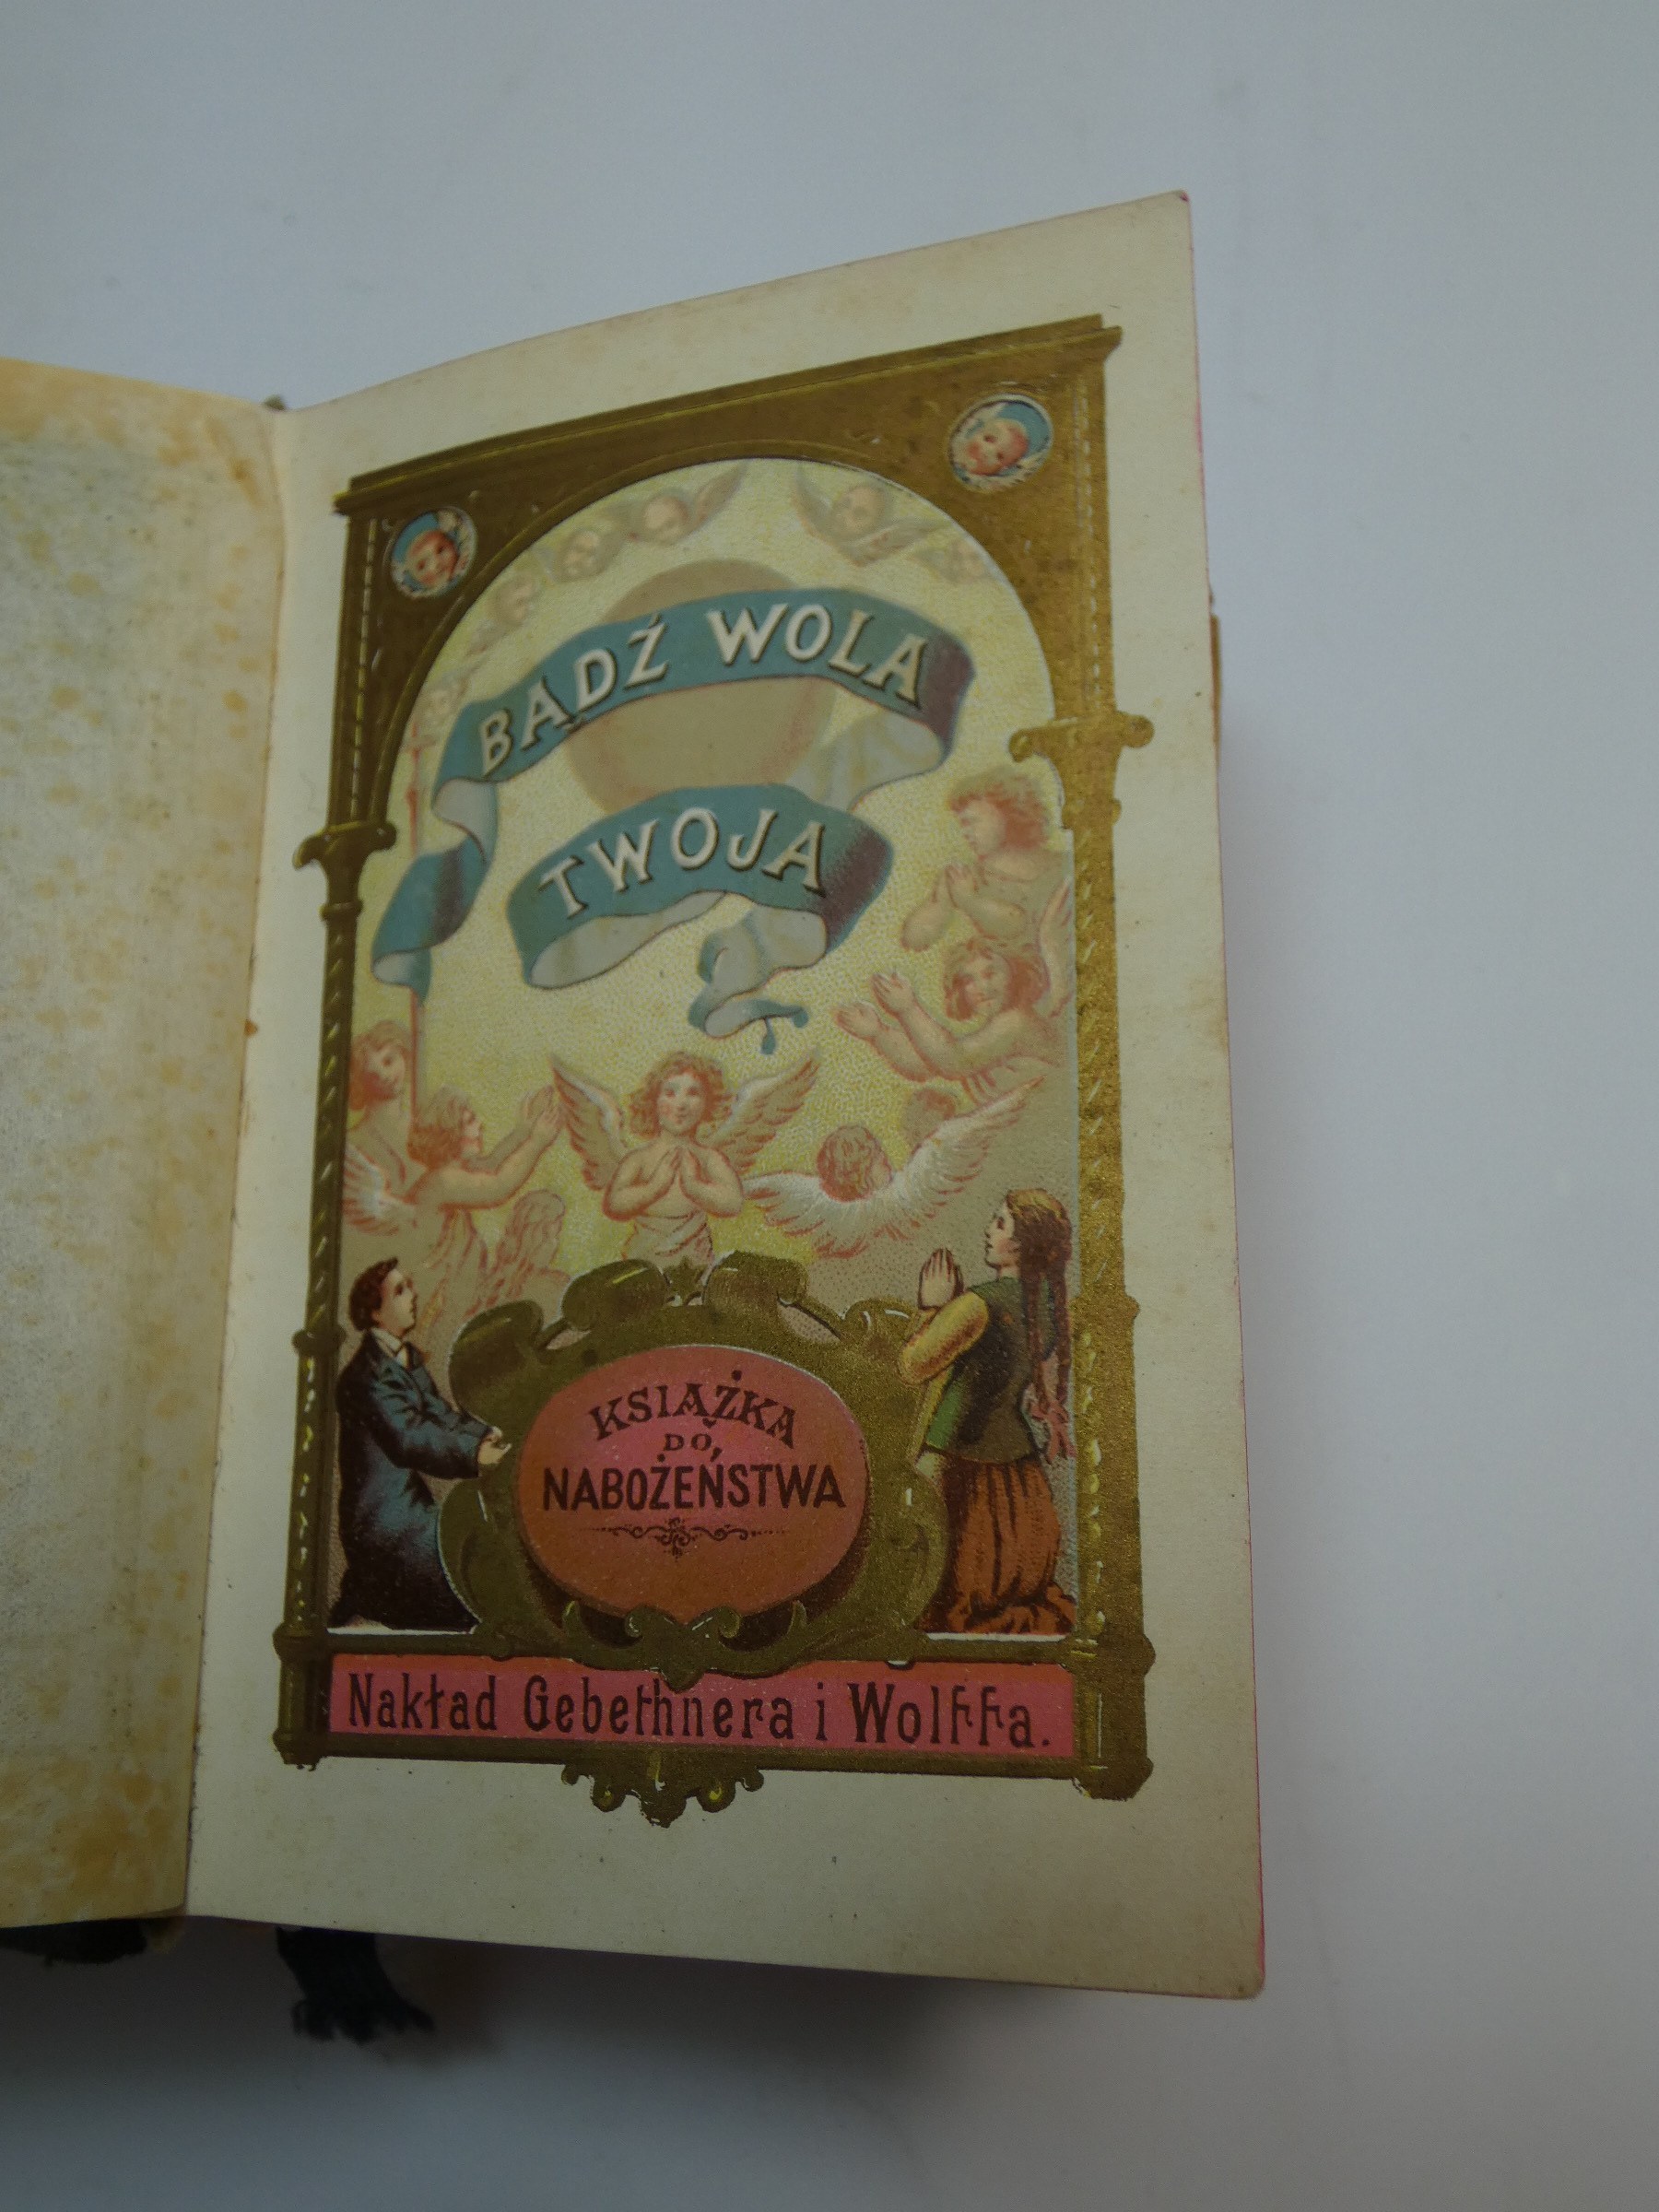 BĄDŹ WOLA
TWOJA
KSIĄŻKA
DO
NABOŻEŃSTWA
Nakład Gebethnera i Wolffa.